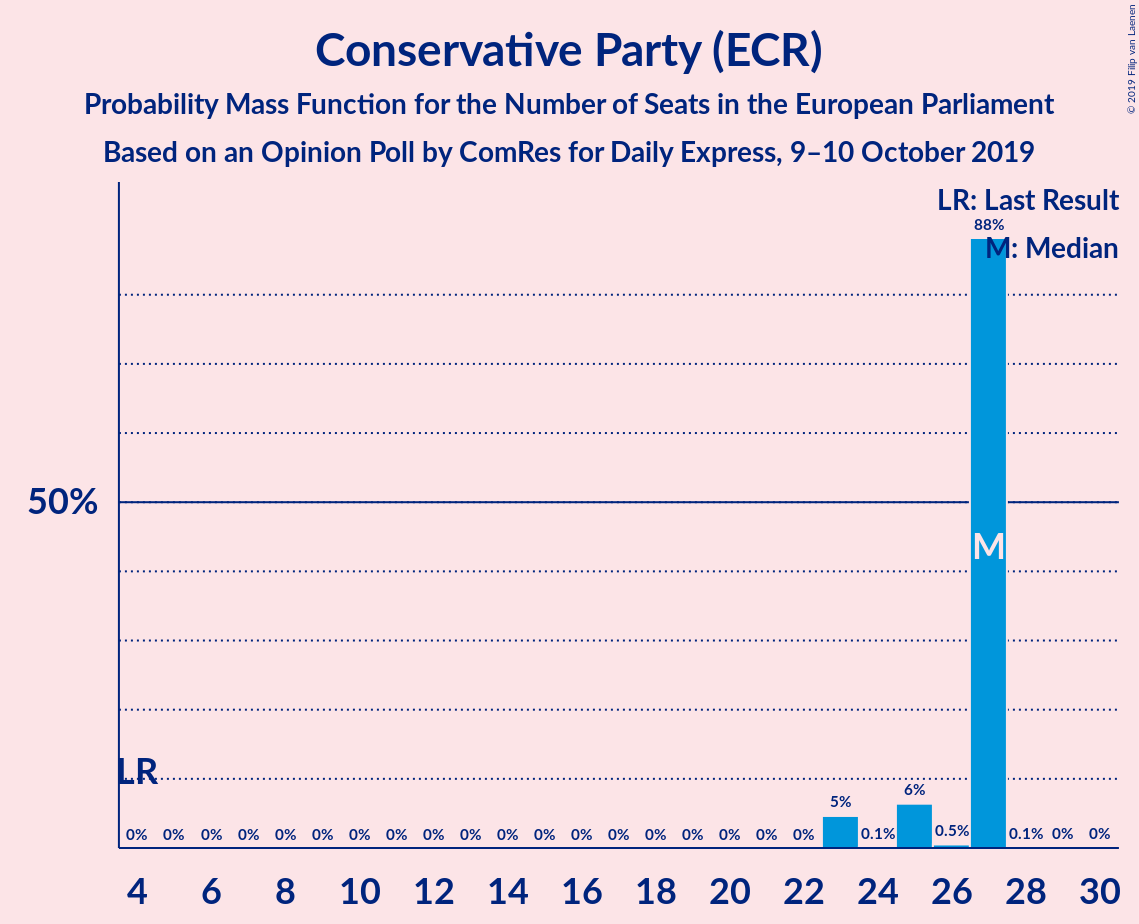 Conservative Party (ECR)
Probability Mass Function for the Number of Seats in the European Parliament
Based on an Opinion Poll by ComRes for Daily Express, 9–10 October 2019
© 2019 Filip van Laenen
LR: Last Result
M: Median
88%
50%
M
LR
0% 0% 0% 0% 0% 0% 0% 0% 0% 0% 0% 0% 0% 0% 0% 0% 0% 0% 0% 5% 0.1% 6% 0.5% 0.1% 0% 0%
4 6 8 10 12 14 16 18 20 22 24 26 28 30